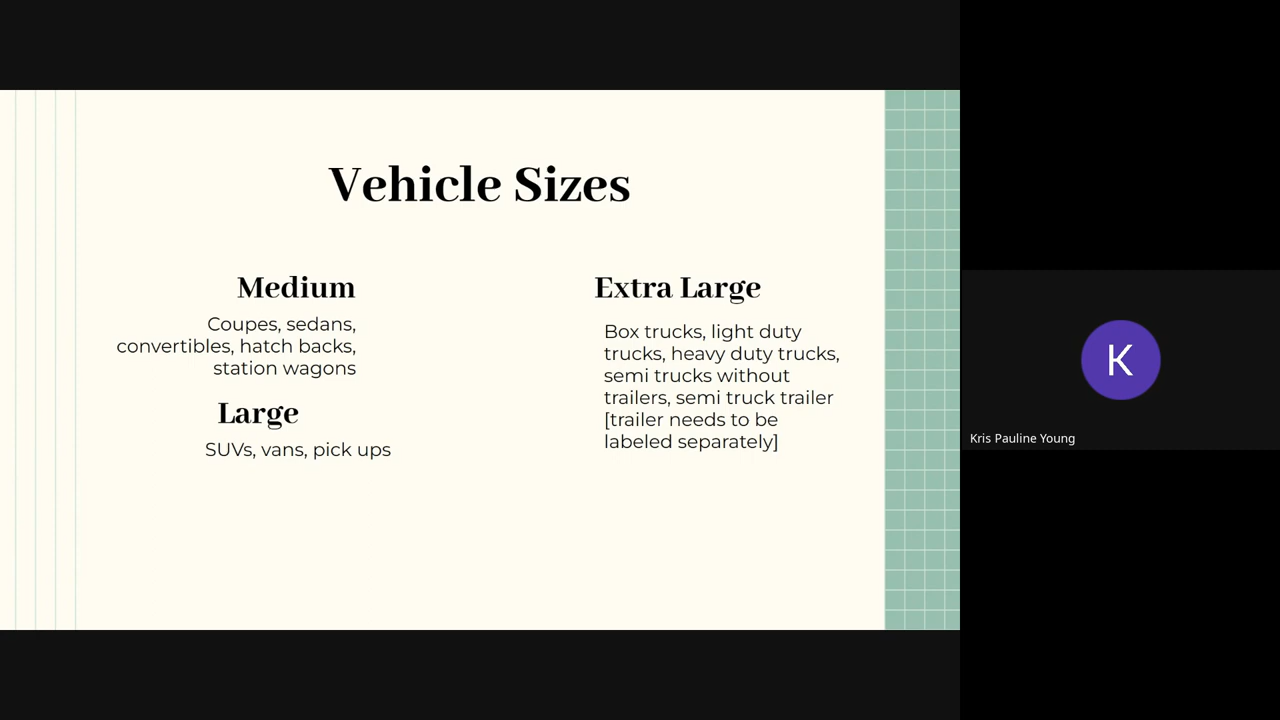 Vehicle Sizes
Medium
Coupes, sedans,
convertibles, hatch backs,
station wagons
Large
SUVs, vans, pick ups
Extra Large
Box trucks, light duty
trucks, heavy duty trucks,
semi trucks without
trailers, semi truck trailer
[trailer needs to be
labeled separately]
K
Kris Pauline Young